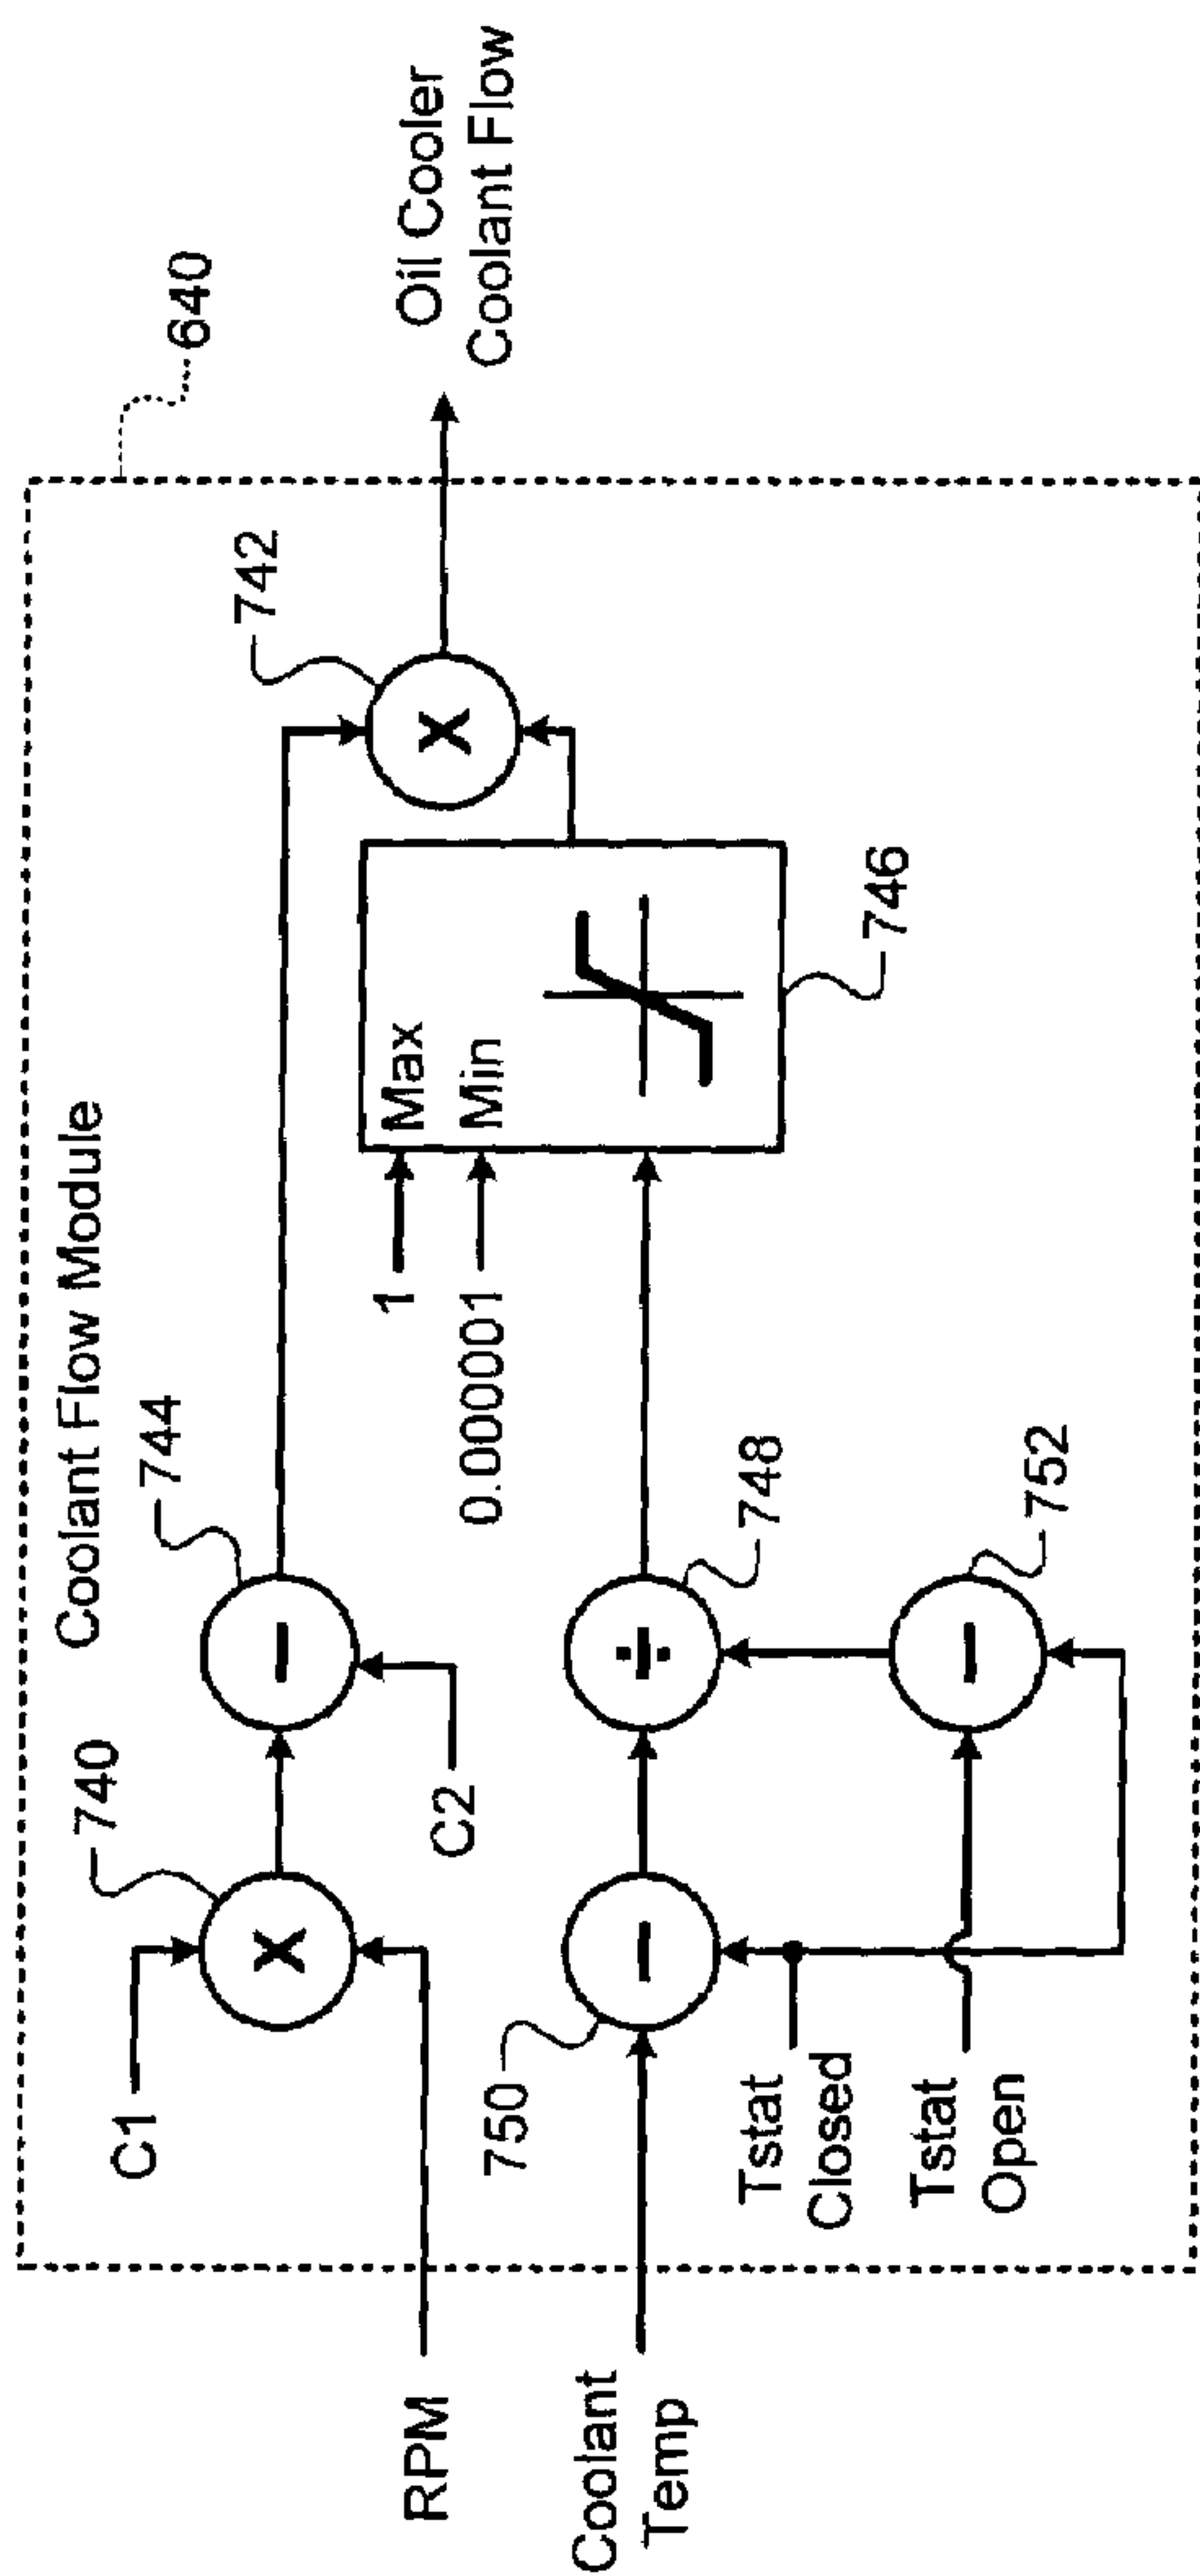 640
Coolant Flow Module
Oil Cooler
Coolant Flow
C1
740
744
742
RPM
C2
1
Max
0.000001
Min
746
Coolant
Temp
750
748
Tstat
Closed
Tstat
Open
752
X
−
X
−
÷
−